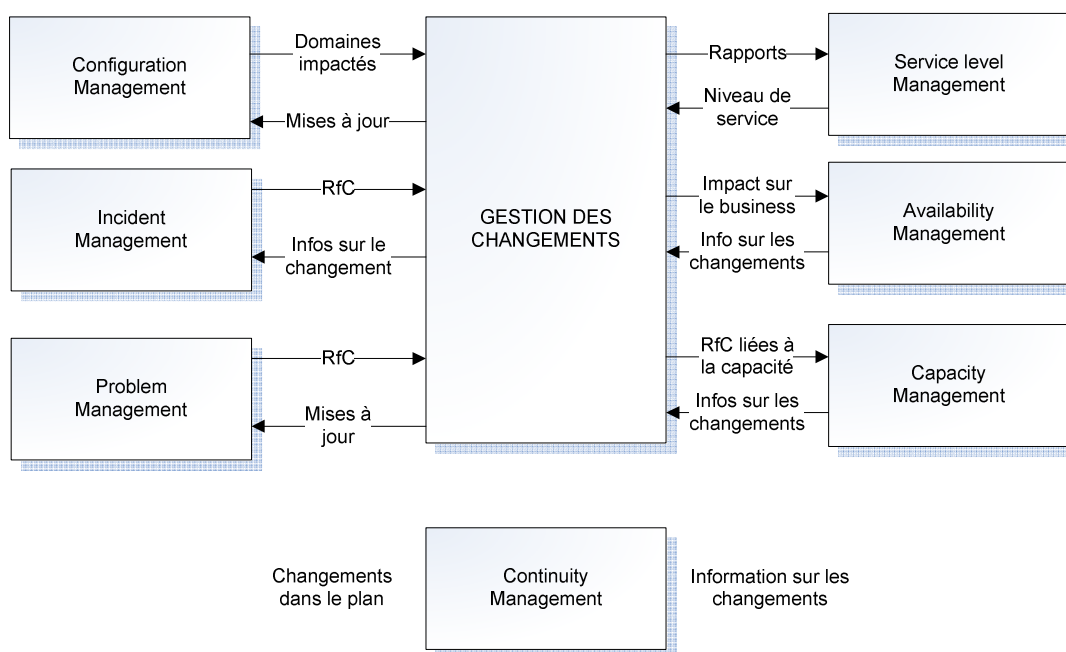 Configuration
Management
Domaines
impactés
Mises à jour
Incident
Management
RfC
Infos sur le
changement
Problem
Management
RfC
Mises à
jour
GESTION DES
CHANGEMENTS
Rapports
Niveau de
service
Service level
Management
Impact sur
le business
Info sur les
changements
Availability
Management
RfC liées à
la capacité
Infos sur les
changements
Capacity
Management
Changements
dans le plan
Continuity
Management
Information sur les
changements